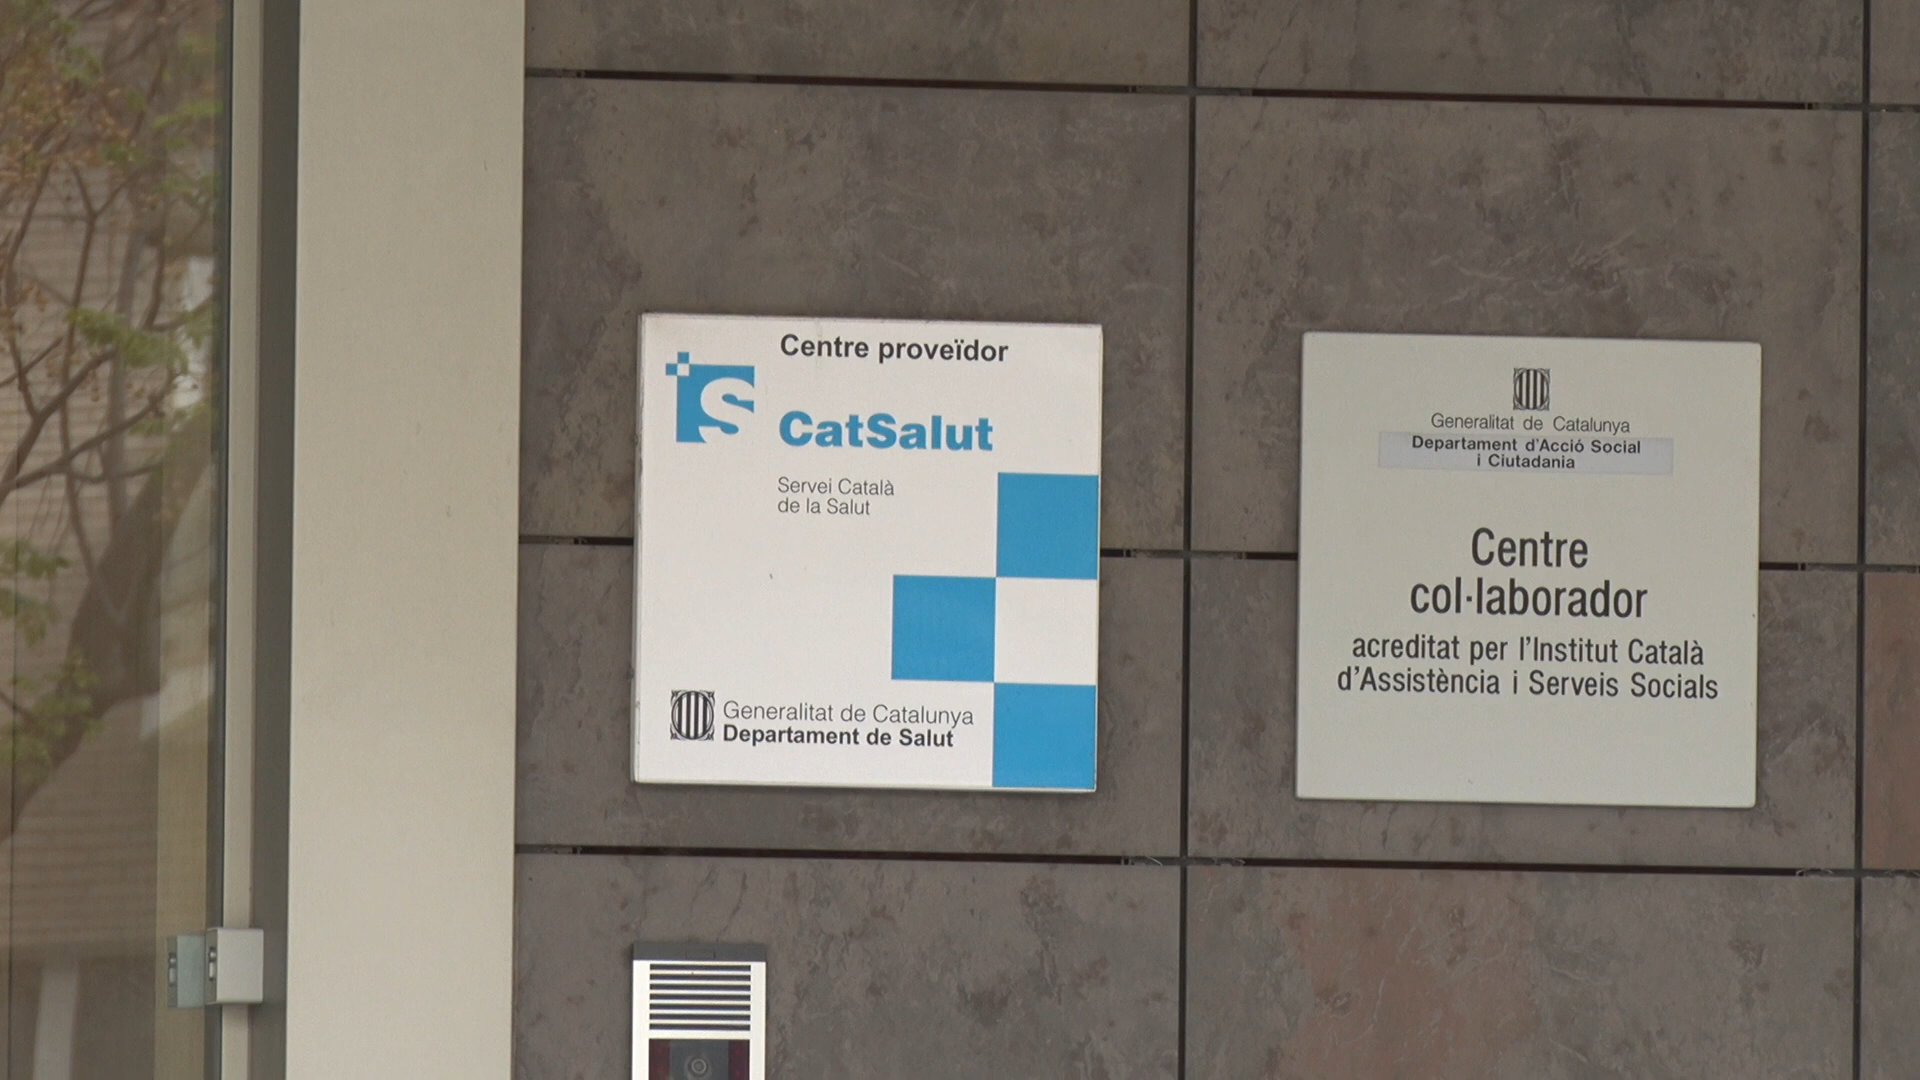 Centre proveïdor
S
CatSalut
Servei Català
de la Salut
Generalitat de Catalunya
Departament de Salut
Generalitat de Catalunya
Departament d'Acció Social
i Ciutadania
Centre
col·laborador
acreditat per l'Institut Català
d'Assistència i Serveis Socials